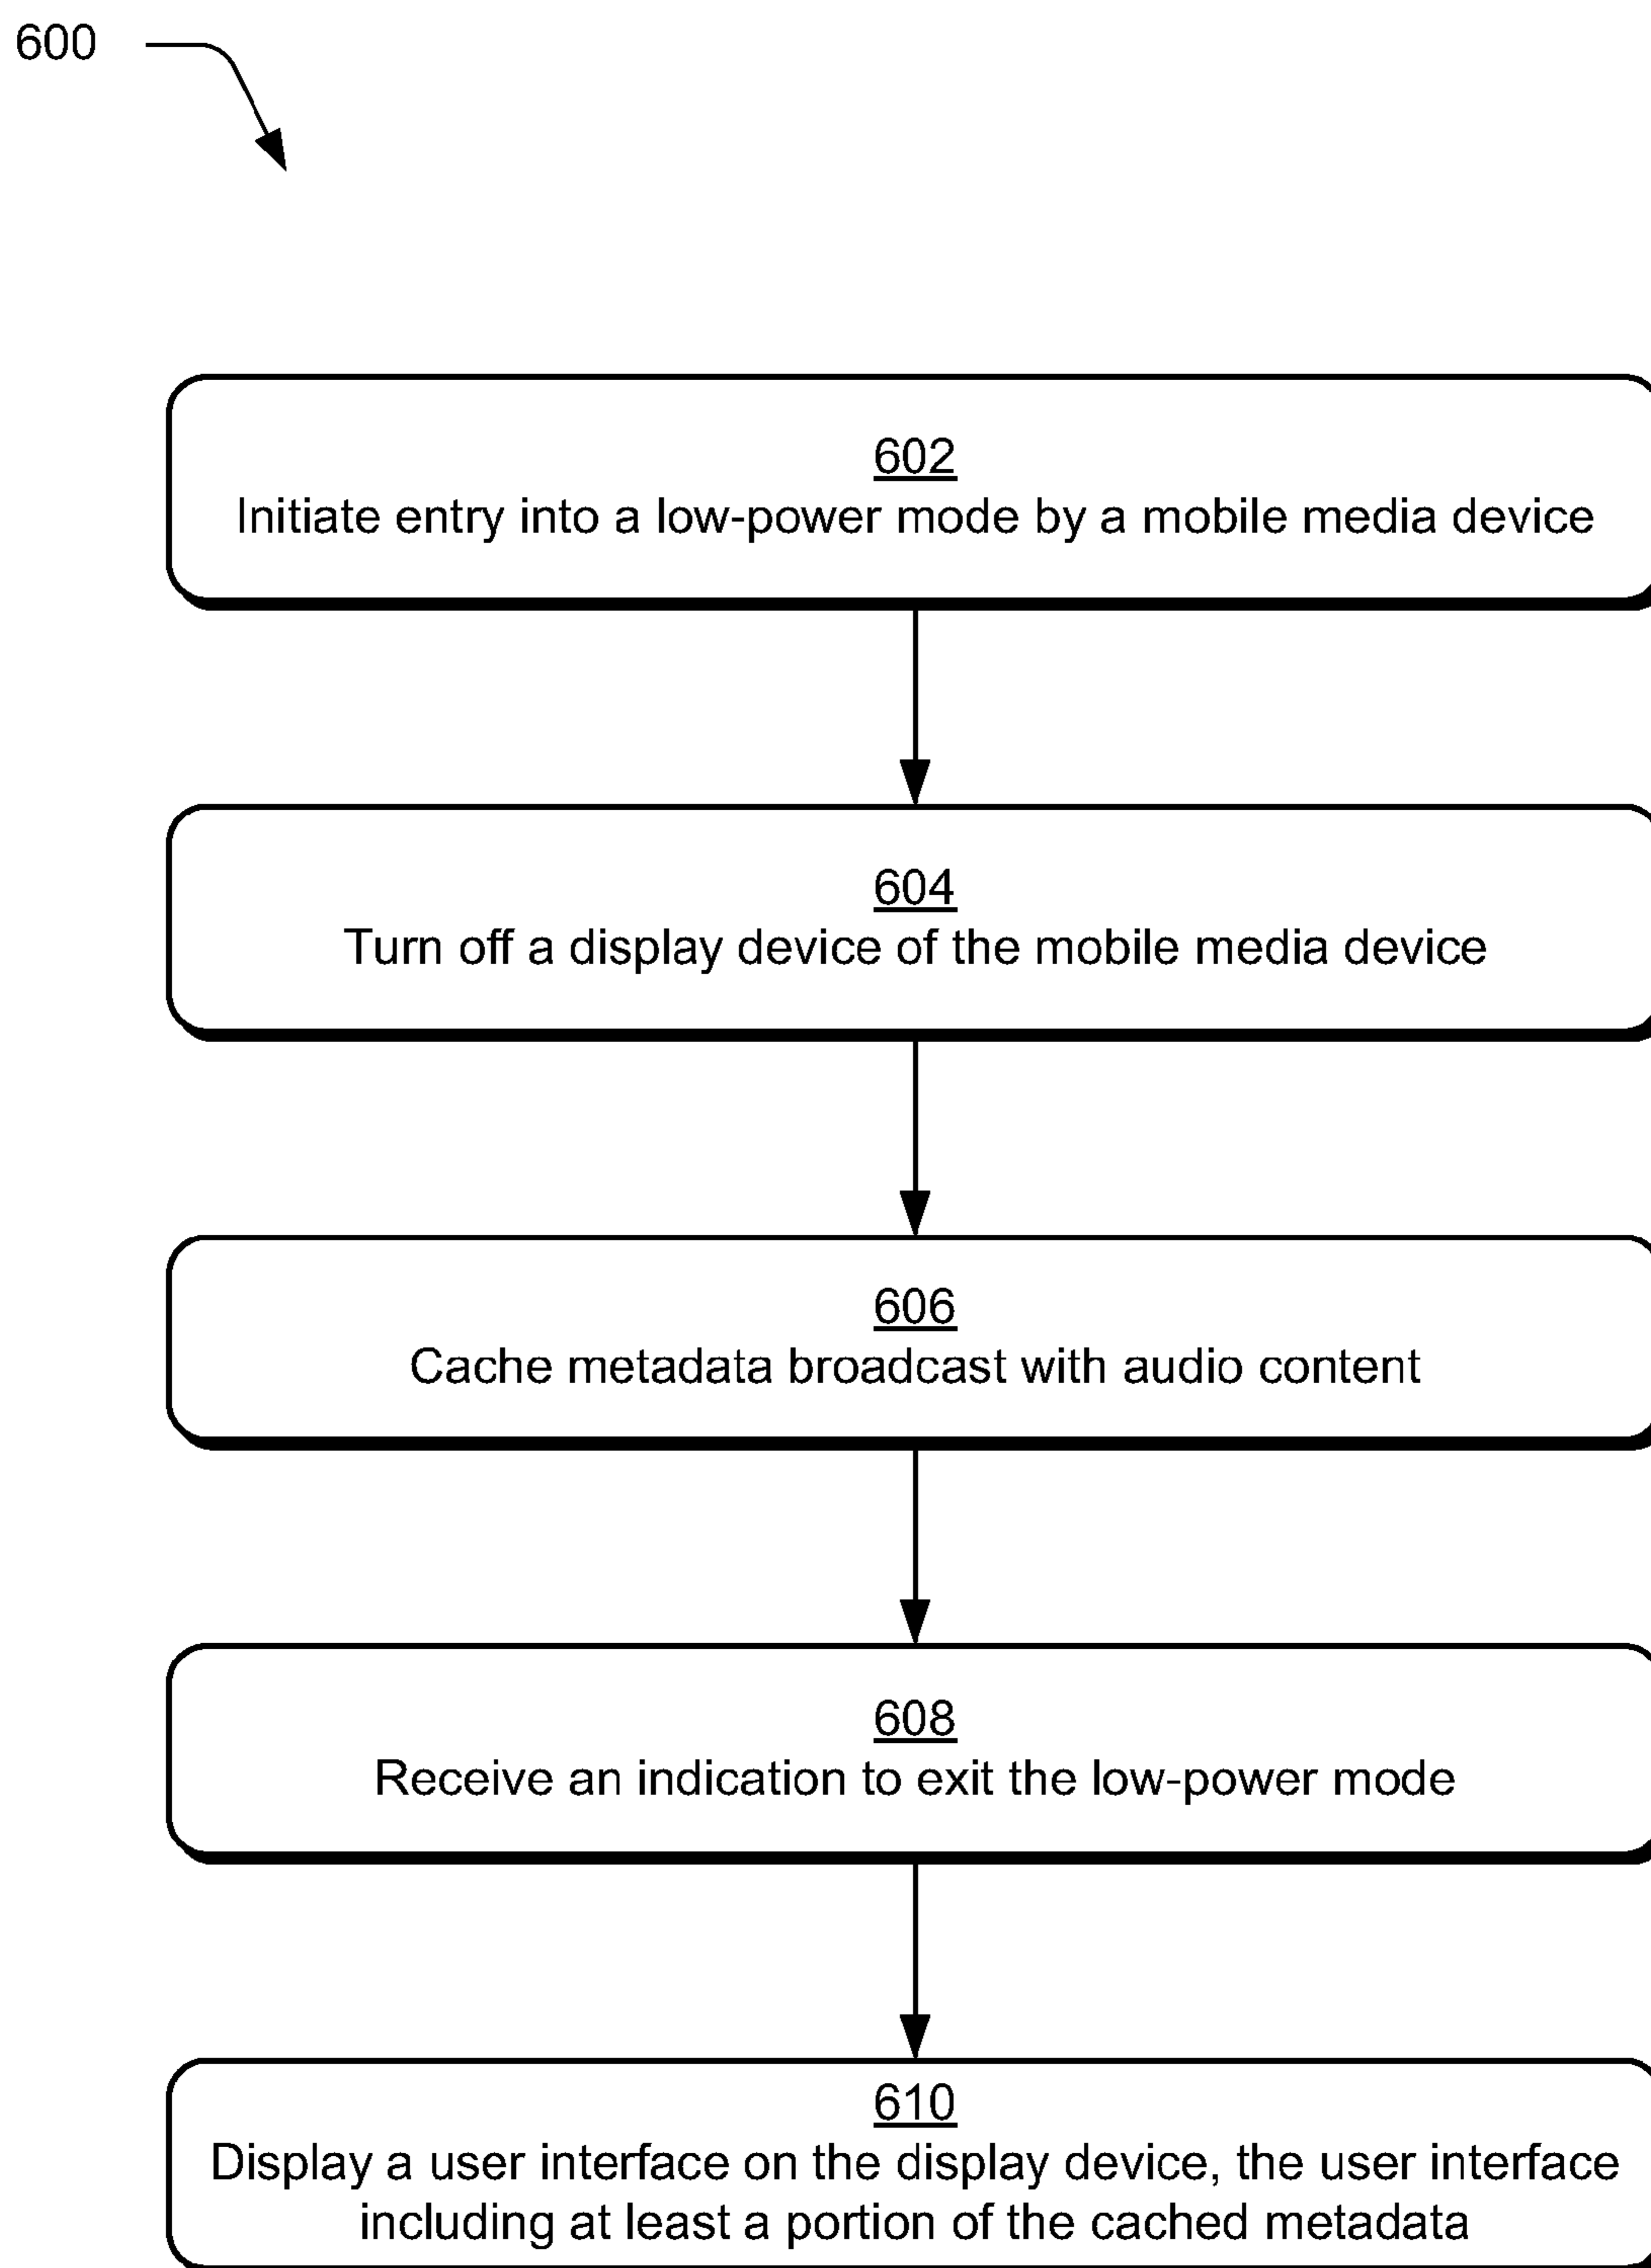 600
602
Initiate entry into a low-power mode by a mobile media device
604
Turn off a display device of the mobile media device
606
Cache metadata broadcast with audio content
608
Receive an indication to exit the low-power mode
610
Display a user interface on the display device, the user interface
including at least a portion of the cached metadata